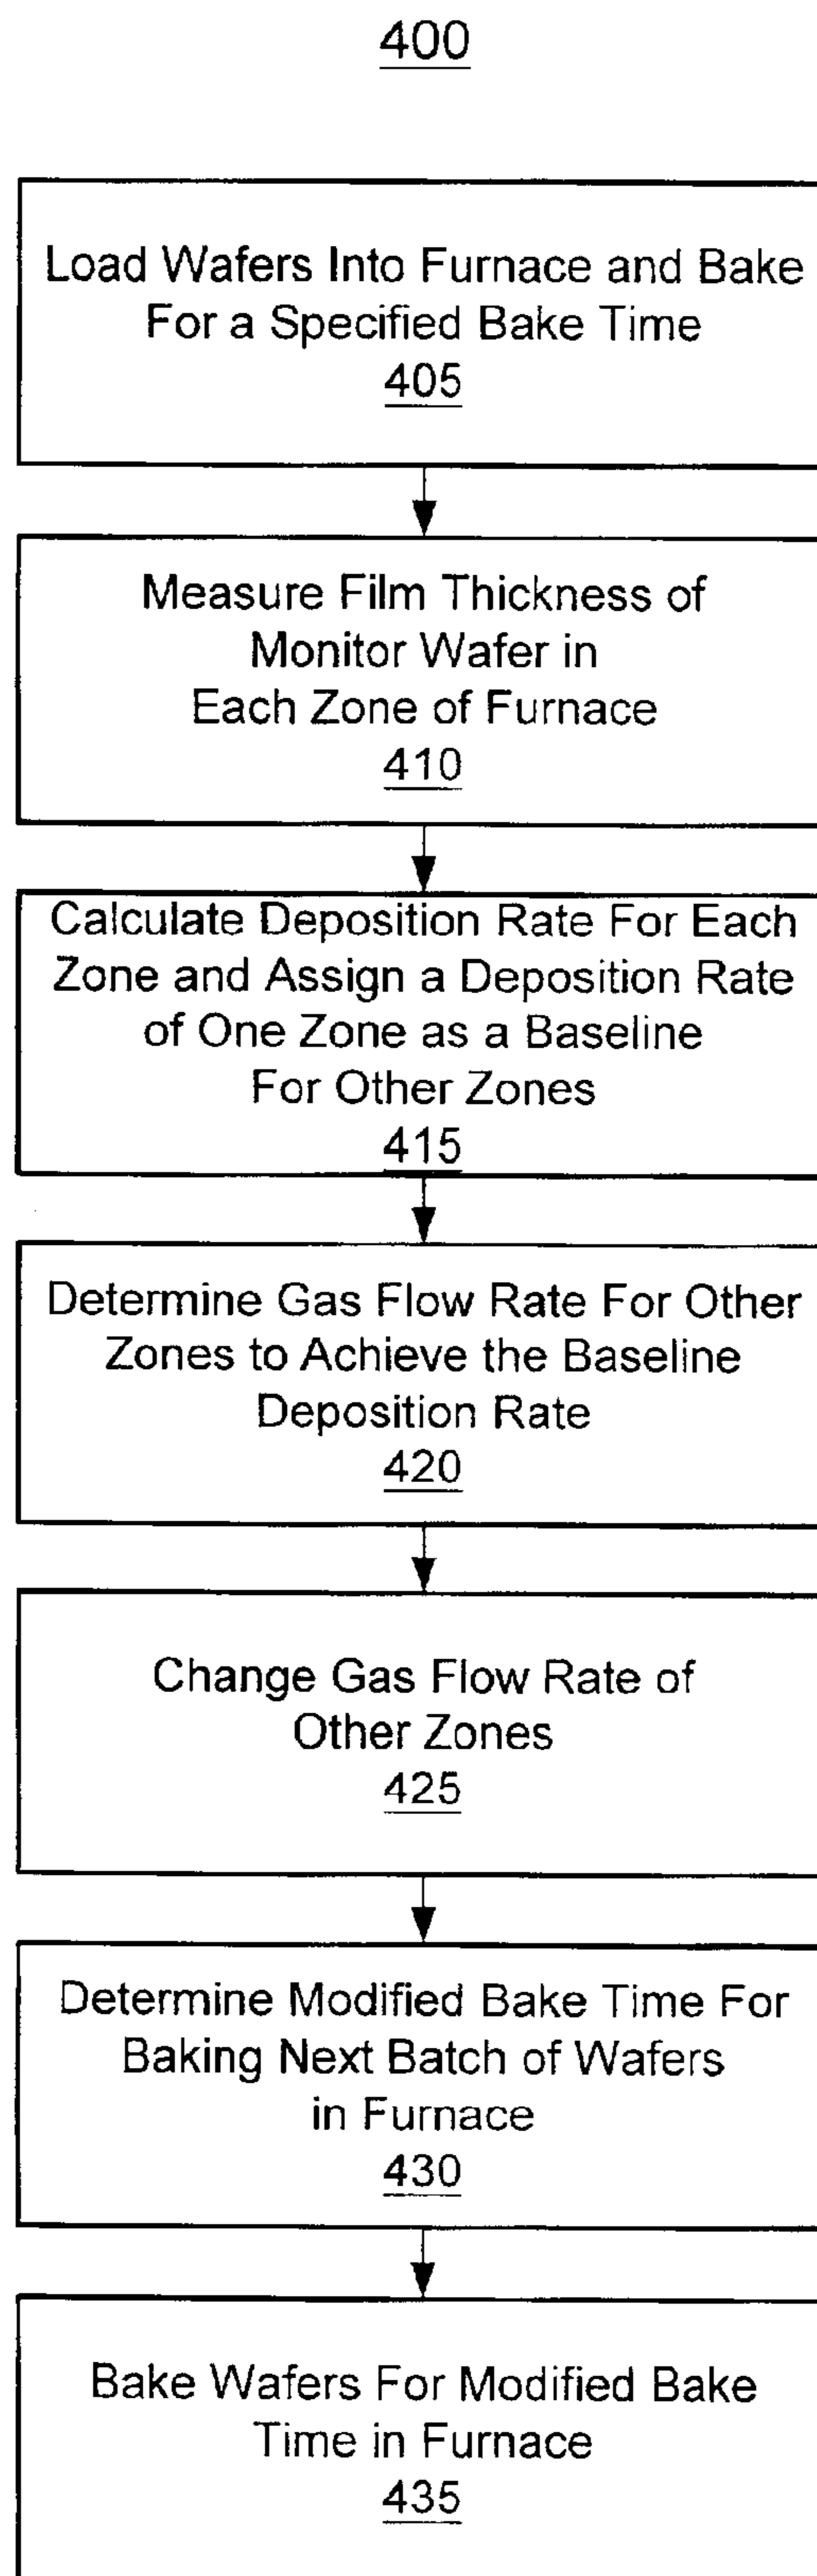 400
Load Wafers Into Furnace and Bake
For a Specified Bake Time
405
Measure Film Thickness of
Monitor Wafer in
Each Zone of Furnace
410
Calculate Deposition Rate For Each
Zone and Assign a Deposition Rate
of One Zone as a Baseline
For Other Zones
415
Determine Gas Flow Rate For Other
Zones to Achieve the Baseline
Deposition Rate
420
Change Gas Flow Rate of
Other Zones
425
Determine Modified Bake Time For
Baking Next Batch of Wafers
in Furnace
430
Bake Wafers For Modified Bake
Time in Furnace
435